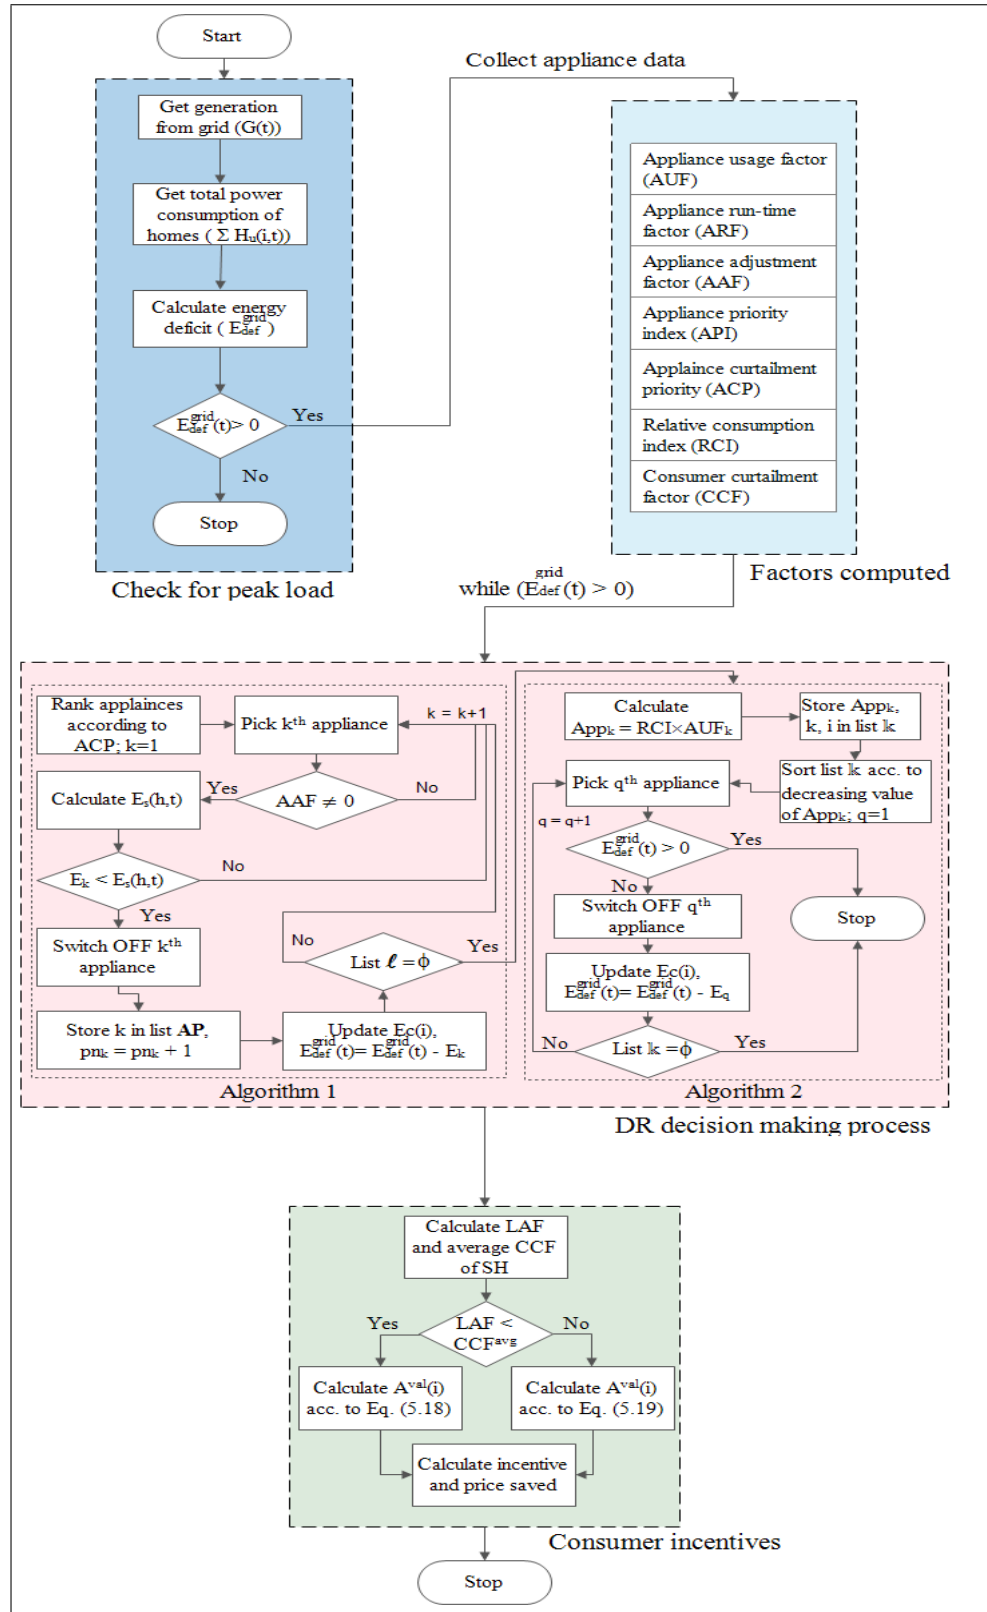 Start
Get generation
from grid (G(t))
Get total power
consumption of
homes ( Σ Hᵤ(i,t))
Calculate energy
deficit ( E_def^grid )
E_def^grid(t)> 0
Yes
No
Stop
Check for peak load
Collect appliance data
Appliance usage factor
(AUF)
Appliance run-time
factor (ARF)
Appliance adjustment
factor (AAF)
Appliance priority
index (API)
Applaince curtailment
priority (ACP)
Relative consumption
index (RCI)
Consumer curtailment
factor (CCF)
Factors computed
while (E_def^grid(t) > 0)
Rank applainces
according to
ACP; k=1
Pick kᵗʰ appliance
k = k+1
AAF ≠ 0
Yes
No
Calculate Eₛ(h,t)
Eₖ < Eₛ(h,t)
No
Yes
Switch OFF kᵗʰ
appliance
Store k in list AP,
pnₖ = pnₖ + 1
Update Ec(i),
E_def^grid(t)= E_def^grid(t) - Eₖ
List ℓ =ϕ
No
Yes
Algorithm 1
Calculate
Appₖ = RCI×AUFₖ
Store Appₖ,
k, i in list 𝕜
Sort list 𝕜 acc. to
decreasing value
of Appₖ; q=1
Pick qᵗʰ appliance
q = q+1
E_def^grid(t) > 0
Yes
No
Switch OFF qᵗʰ
appliance
Update Ec(i),
E_def^grid(t)= E_def^grid(t) - E_q
List 𝕜 =ϕ
No
Yes
Stop
Algorithm 2
DR decision making process
Calculate LAF
and average CCF
of SH
LAF <
CCFᵃᵛᵍ
Yes
No
Calculate Aᵛᵃˡ(i)
acc. to Eq. (5.18)
Calculate Aᵛᵃˡ(i)
acc. to Eq. (5.19)
Calculate incentive
and price saved
Consumer incentives
Stop